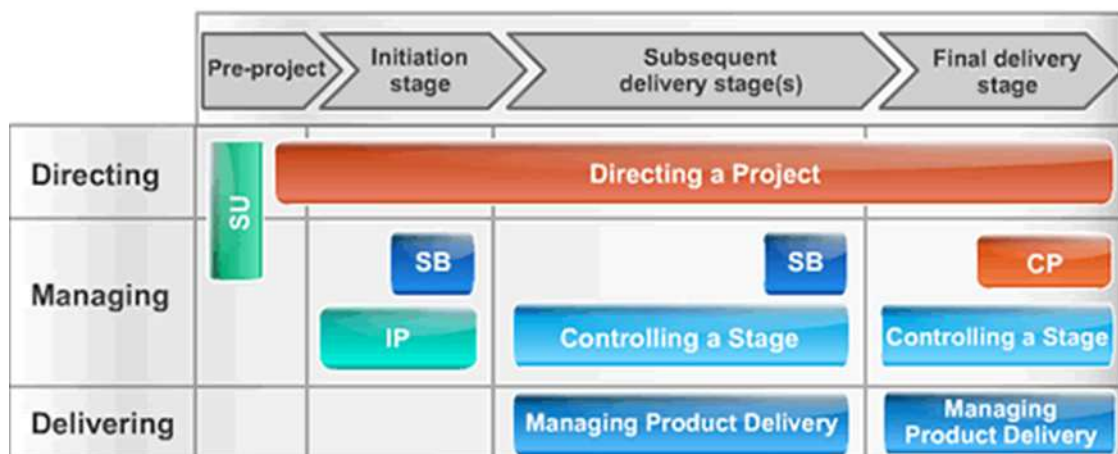 Pre-project
Initiation
stage
Subsequent
delivery stage(s)
Final delivery
stage
Directing
SU
Directing a Project
Managing
SB
SB
CP
IP
Controlling a Stage
Controlling a Stage
Delivering
Managing Product Delivery
Managing
Product Delivery